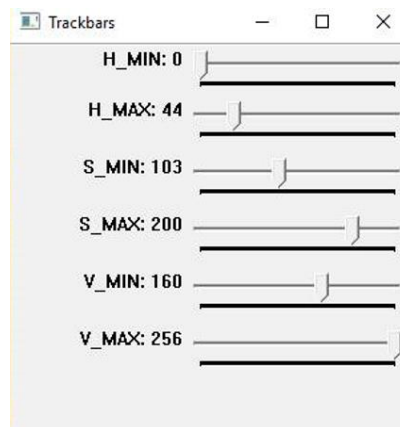 Trackbars
H_MIN: 0
H_MAX: 44
S_MIN: 103
S_MAX: 200
V_MIN: 160
V_MAX: 256